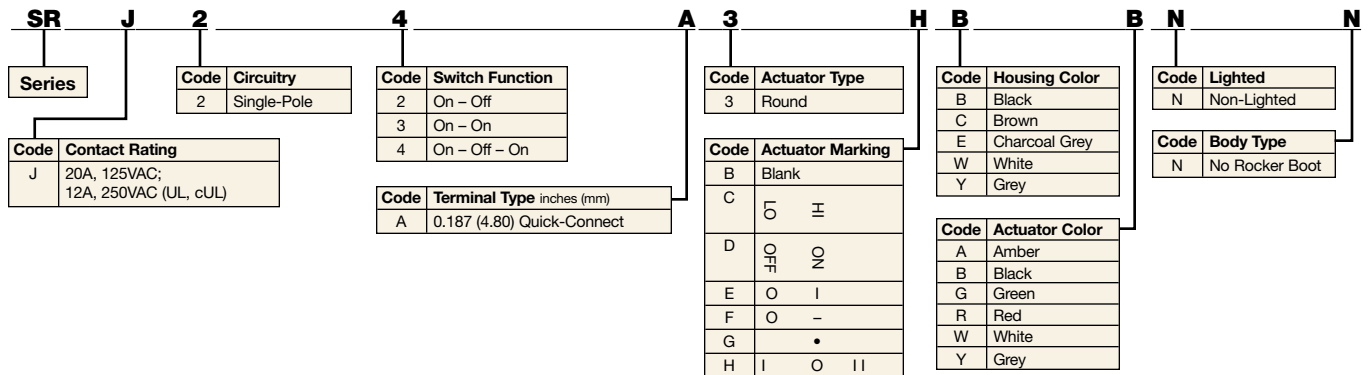 SR J 2 4 A 3 H B B N N
Series
Code Circuitry
2 Single-Pole
Code Contact Rating
J 20A, 125VAC;
12A, 250VAC (UL, cUL)
Code Switch Function
2 On – Off
3 On – On
4 On – Off – On
Code Terminal Type inches (mm)
A 0.187 (4.80) Quick-Connect
Code Actuator Type
3 Round
Code Actuator Marking
B Blank
C LO HI
D OFF ON
E O I
F O –
G •
H I O II
Code Housing Color
B Black
C Brown
E Charcoal Grey
W White
Y Grey
Code Actuator Color
A Amber
B Black
G Green
R Red
W White
Y Grey
Code Lighted
N Non-Lighted
Code Body Type
N No Rocker Boot